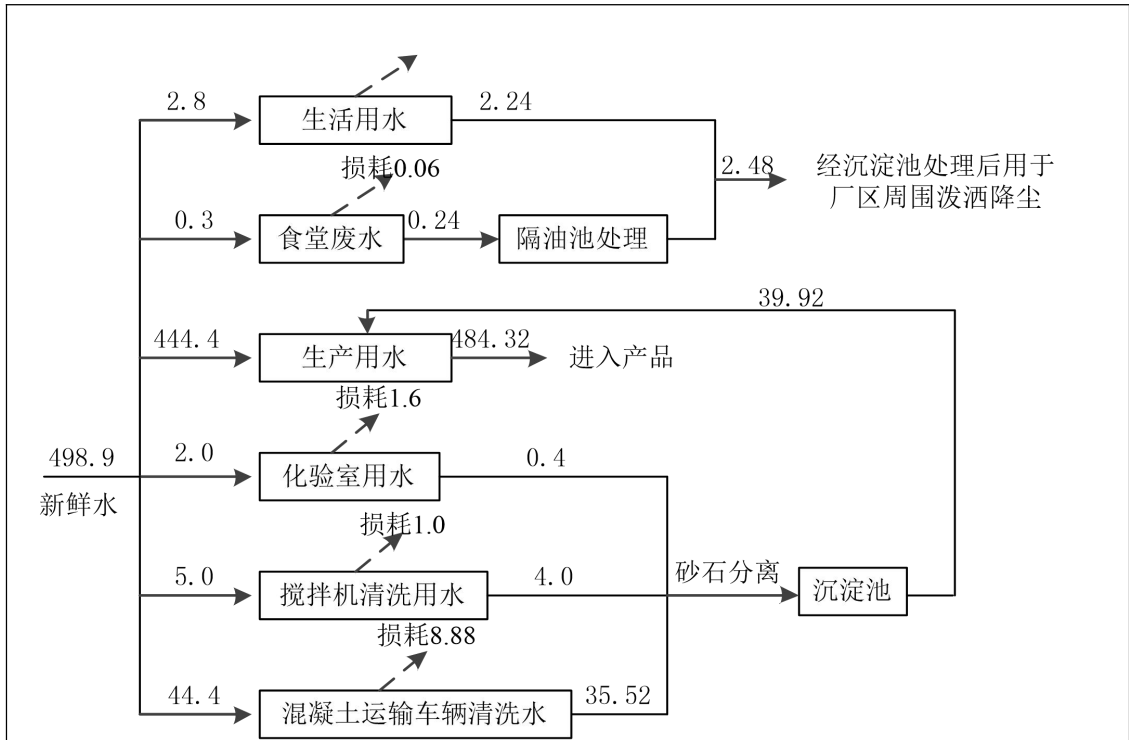 2.8
生活用水
2.24
损耗0.06
2.48
经沉淀池处理后用于
厂区周围泼洒降尘
0.3
食堂废水
0.24
隔油池处理
39.92
444.4
生产用水
484.32
进入产品
损耗1.6
498.9
新鲜水
2.0
化验室用水
0.4
损耗1.0
5.0
搅拌机清洗用水
4.0
砂石分离
沉淀池
损耗8.88
44.4
混凝土运输车辆清洗水
35.52